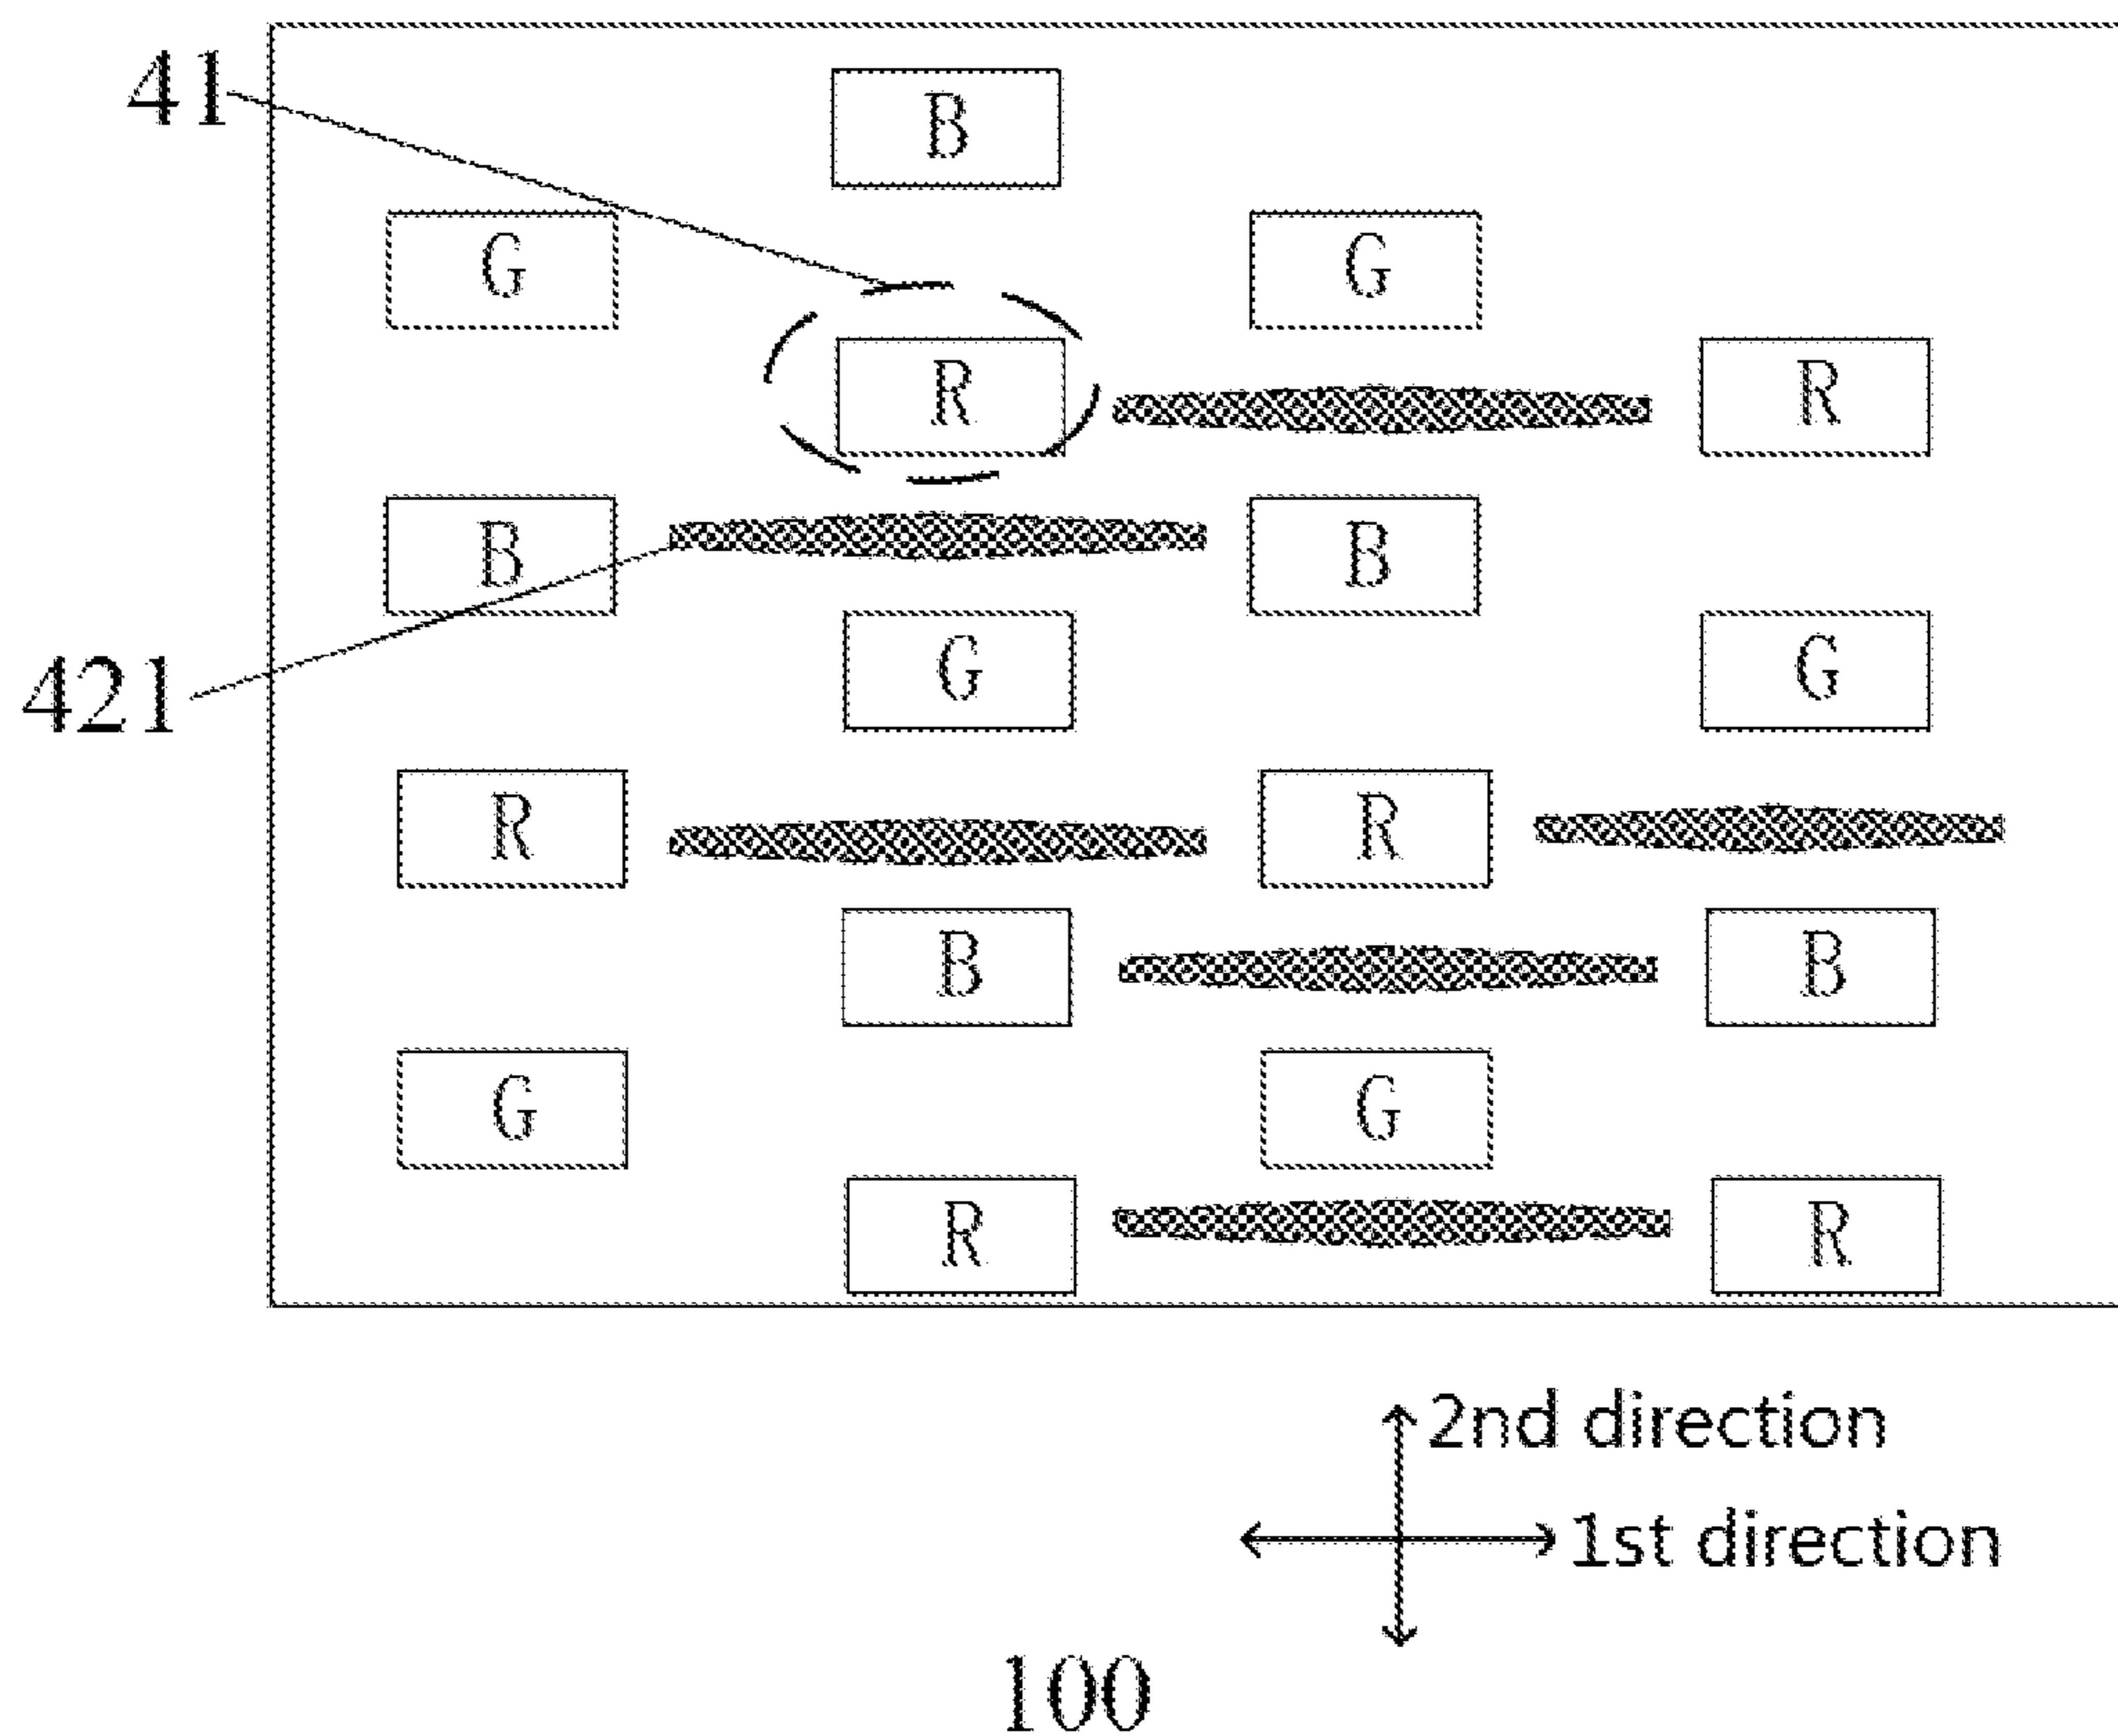 41
B
G G
R R
B B
421
G G
R R
B B
G G
R R
2nd direction
1st direction
100